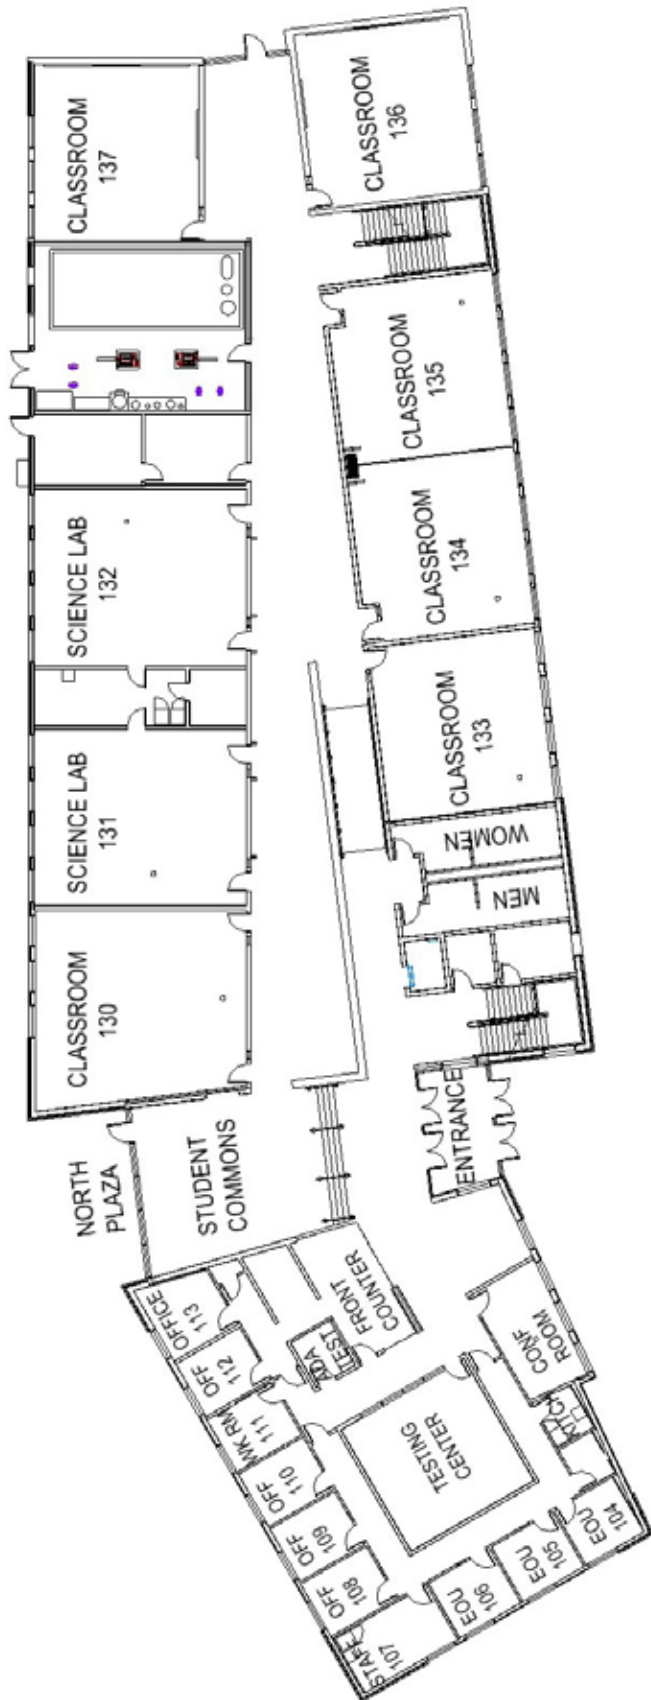 CLASSROOM
137
CLASSROOM
136
CLASSROOM
135
SCIENCE LAB
132
CLASSROOM
134
CLASSROOM
133
SCIENCE LAB
131
WOMEN
MEN
CLASSROOM
130
ENTRANCE
NORTH
PLAZA
STUDENT
COMMONS
OFFICE
113
FRONT
COUNTER
ADA
TEST
OFF
112
WK RM
111
CONF
ROOM
KITCH
TESTING
CENTER
OFF
110
OFF
109
OFF
108
STAFF
107
EOU
106
EOU
105
EOU
104